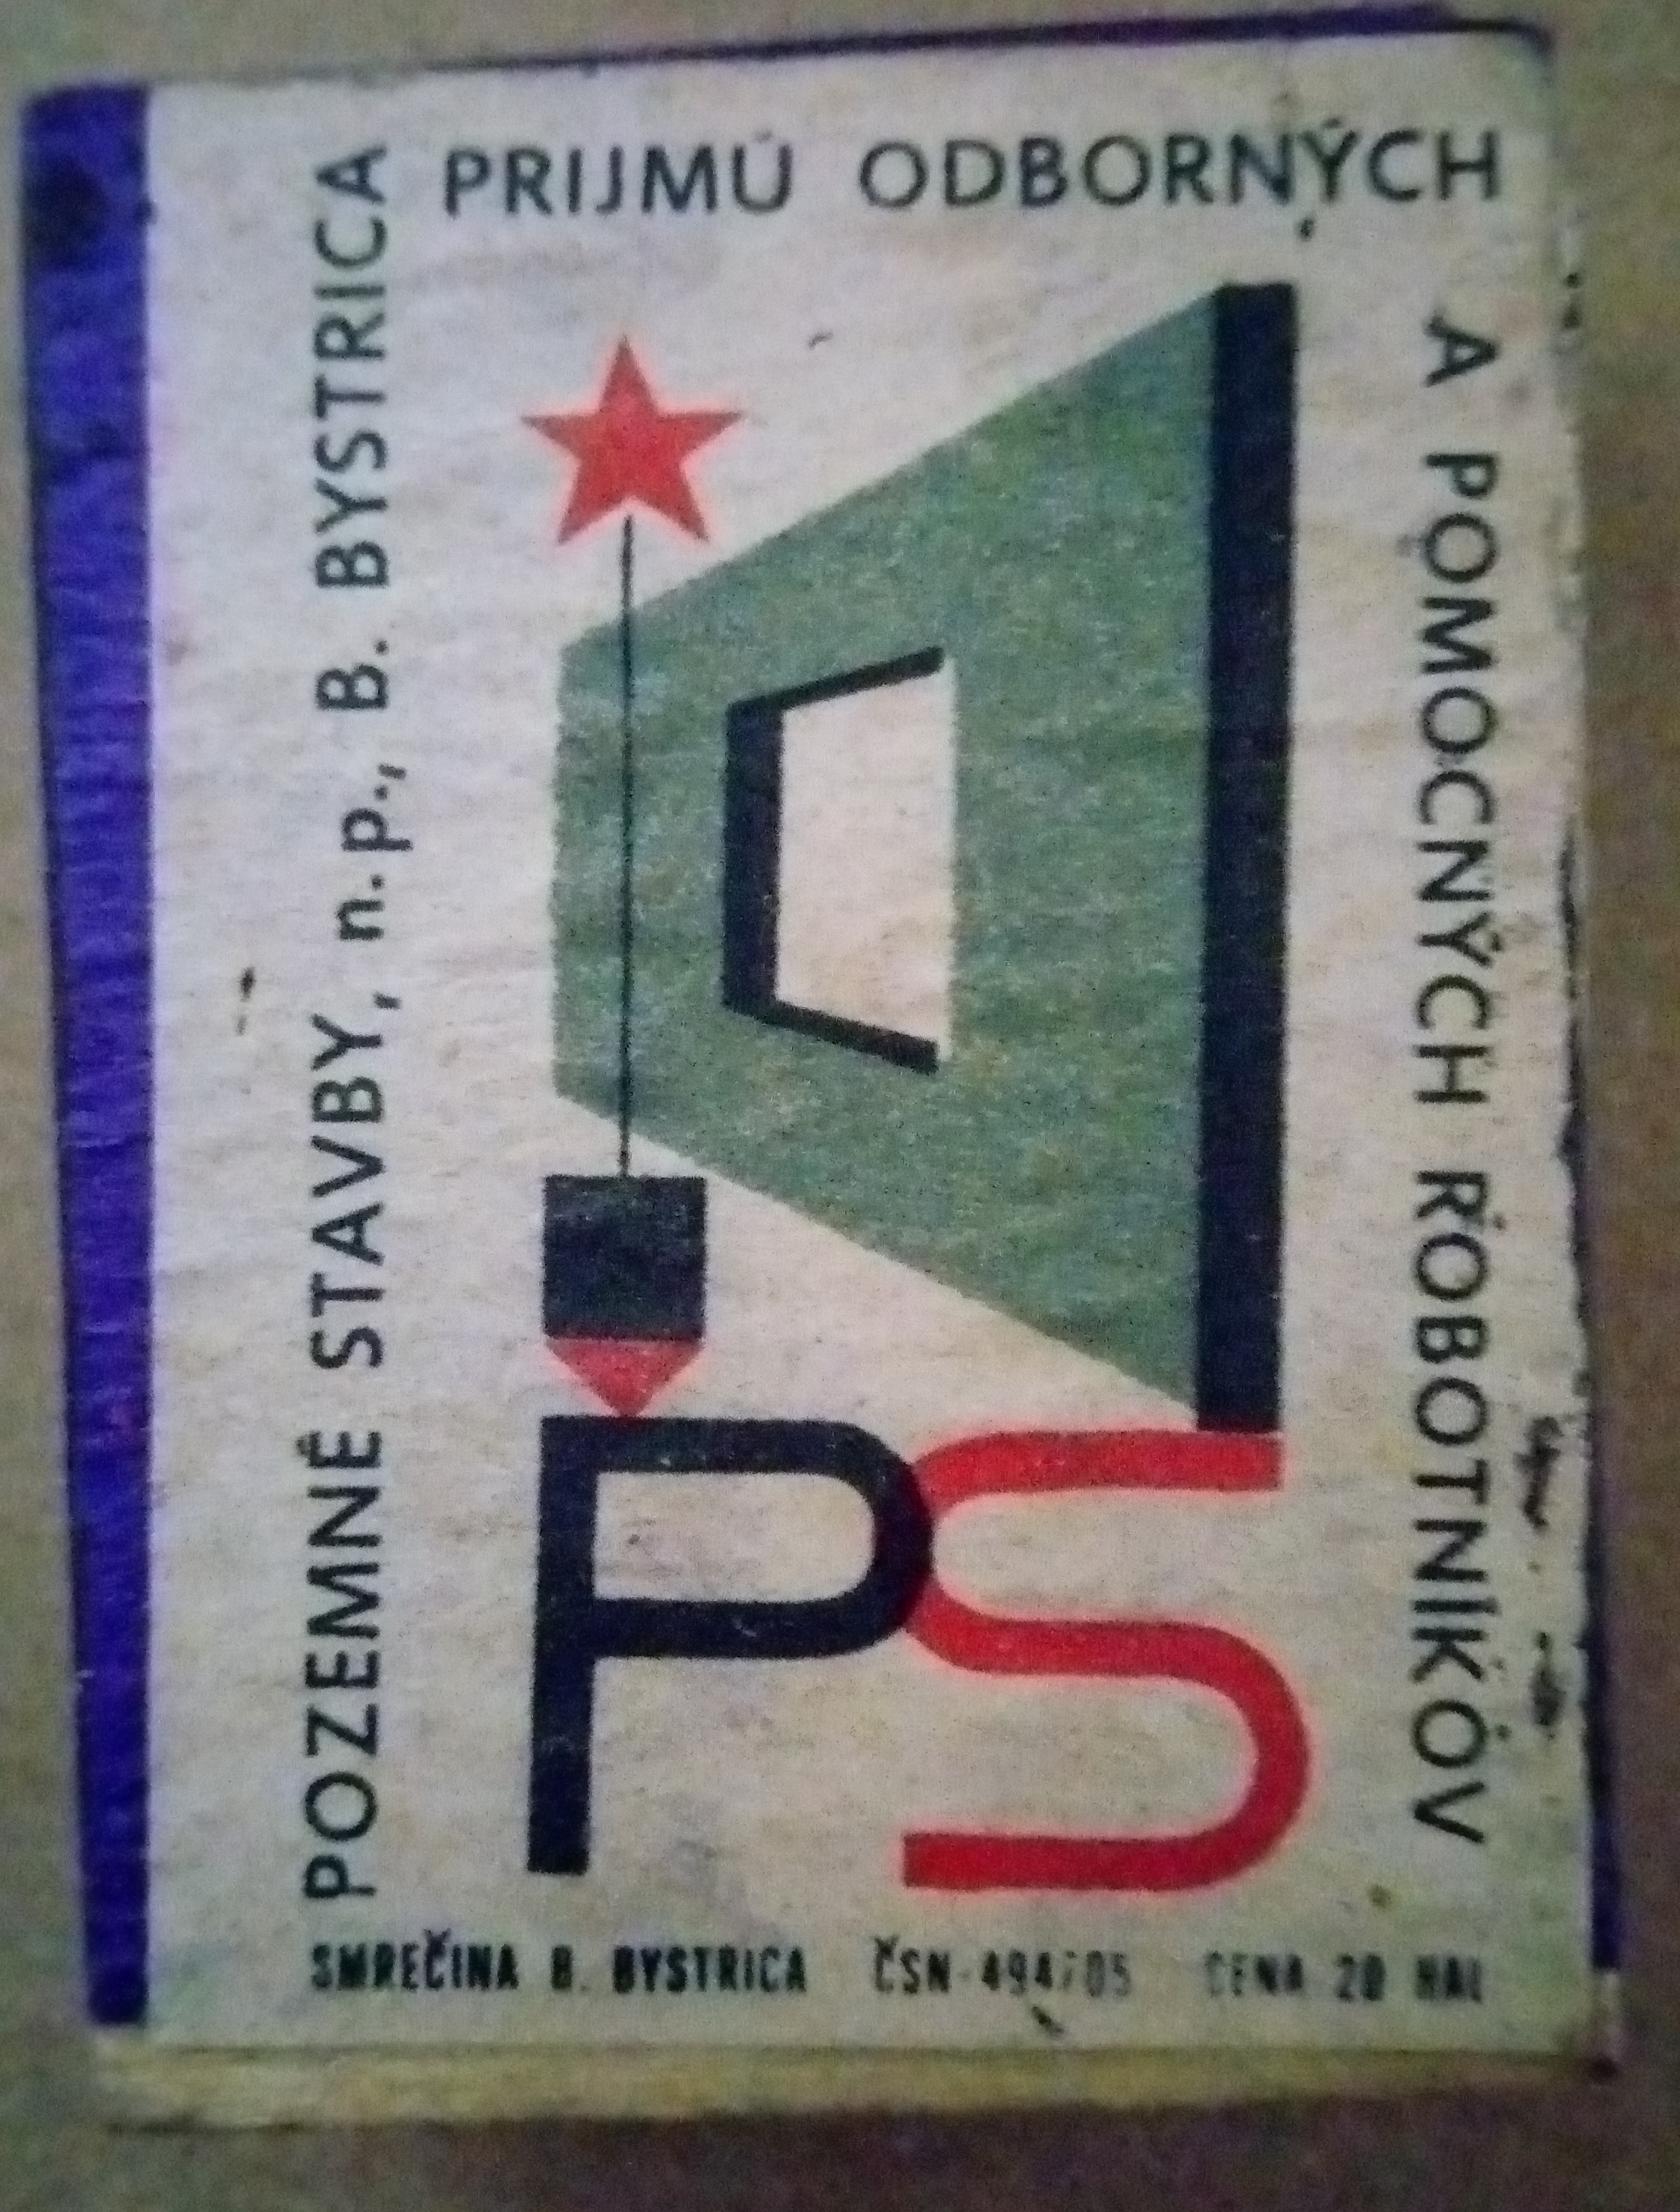 POZEMNÉ STAVBY, n.p., B. BYSTRICA
PRIJMÚ ODBORNÝCH
A POMOCNÝCH ROBOTNÍKOV
PS
SMREČINA B. BYSTRICA ČSN-494705 CENA 20 HAL